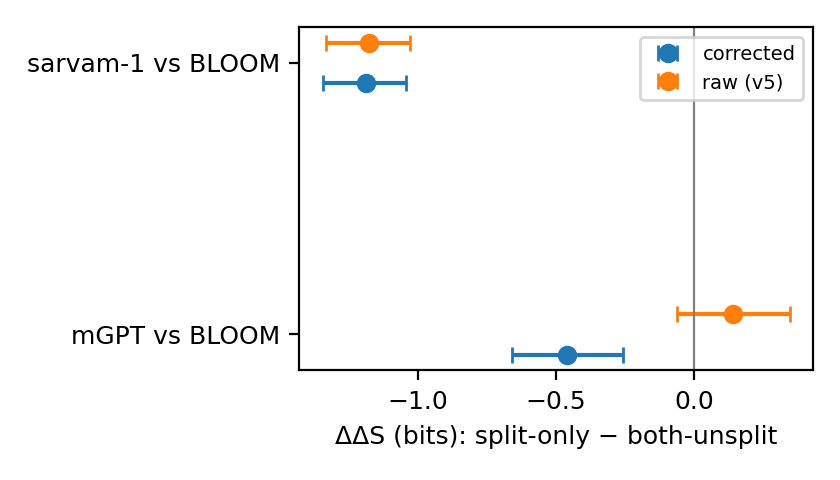 sarvam-1 vs BLOOM
mGPT vs BLOOM
corrected
raw (v5)
−1.0
−0.5
0.0
ΔΔS (bits): split-only − both-unsplit